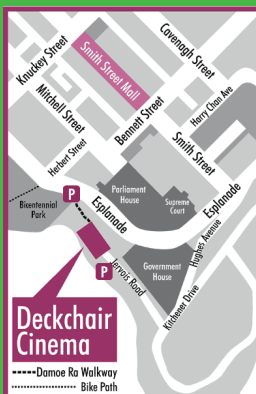 Cavenagh Street
Knuckey Street
Smith Street Mall
Mitchell Street
Bennett Street
Harry Chan Ave
Herbert Street
Smith Street
P
Parliament
House
Supreme
Court
Esplanade
Esplanade
Bicentennial
Park
Hughes Avenue
P
Jervois Road
Government
House
Kitchener Drive
Deckchair
Cinema
Damoe Ra Walkway
Bike Path